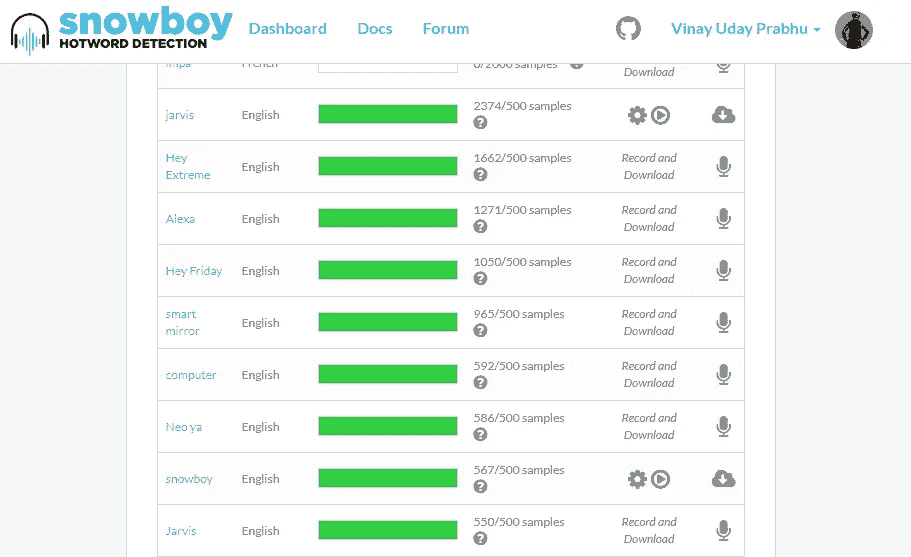 snowboy
HOTWORD DETECTION
Dashboard Docs Forum Vinay Uday Prabhu
Impa French 0/2000 samples
Download
jarvis English 2374/500 samples
Hey Extreme English 1662/500 samples Record and Download
Alexa English 1271/500 samples Record and Download
Hey Friday English 1050/500 samples Record and Download
smart mirror English 965/500 samples Record and Download
computer English 592/500 samples Record and Download
Neo ya English 586/500 samples Record and Download
snowboy English 567/500 samples
Jarvis English 550/500 samples Record and Download